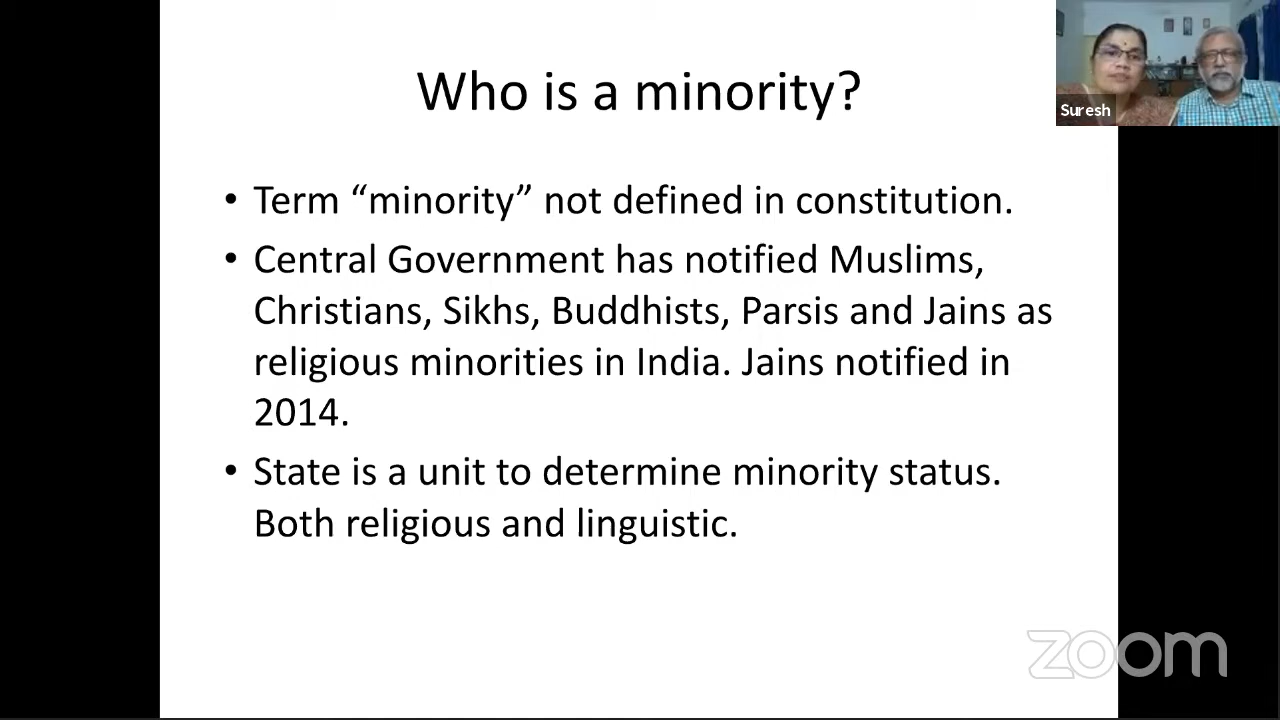 Who is a minority?
Suresh
• Term “minority” not defined in constitution.
• Central Government has notified Muslims,
Christians, Sikhs, Buddhists, Parsis and Jains as
religious minorities in India. Jains notified in
2014.
• State is a unit to determine minority status.
Both religious and linguistic.
zoom